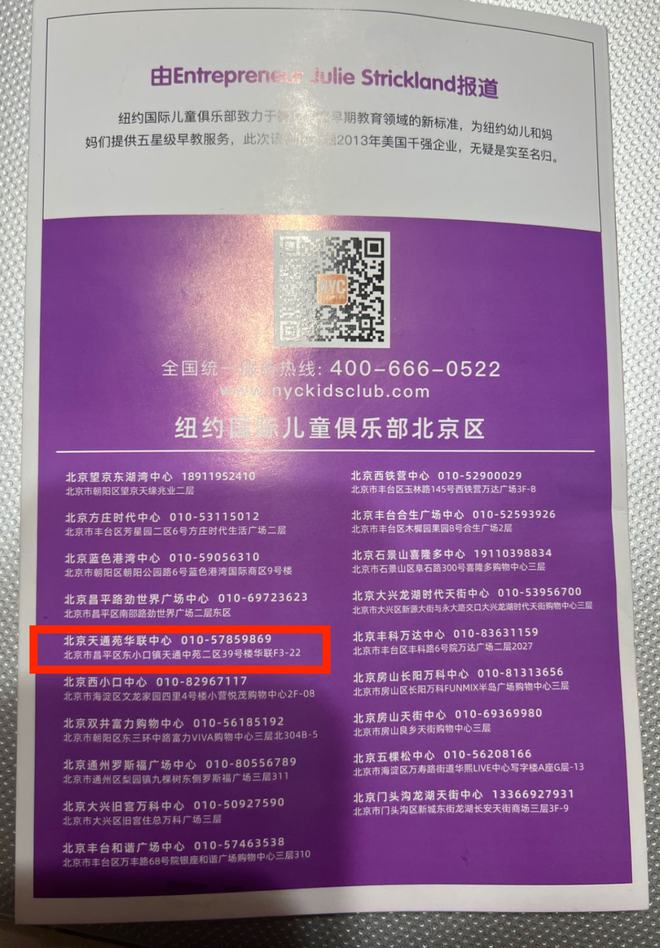 由Entrepreneur Julie Strickland报道
纽约国际儿童俱乐部致力于 早期教育领域的新标准，为纽约幼儿和妈
妈们提供五星级早教服务，此次 2013年美国千强企业，无疑是实至名归。
NYC
全国统一服务热线: 400-666-0522
www.nyckidsclub.com
纽约国际儿童俱乐部北京区
北京望京东湖湾中心 18911952410
北京市朝阳区望京天缘兆业二层
北京方庄时代中心 010-53115012
北京市丰台区芳星园二区6号方庄时代生活广场二层
北京蓝色港湾中心 010-59056310
北京市朝阳区朝阳公园路6号蓝色港湾国际商区9号楼
北京昌平路劲世界广场中心 010-69723623
北京市昌平区南邵路劲世界广场二层东区
北京天通苑华联中心 010-57859869
北京市昌平区东小口镇天通中苑二区39号楼华联F3-22
北京西小口中心 010-82967117
北京市海淀区文龙家园四里4号楼小营悦茂购物中心2F-08
北京双井富力购物中心 010-56185192
北京市朝阳区东三环中路富力VIVA购物中心三层北304B-5
北京通州罗斯福广场中心 010-80556789
北京市通州区梨园镇九棵树东侧罗斯福广场三层311
北京大兴旧宫万科中心 010-50927590
北京市大兴区旧宫住总万科广场三层
北京丰台和谐广场中心 010-57463538
北京市丰台区万丰路68号院银座和谐广场购物中心三层310
北京西铁营中心 010-52900029
北京市丰台区玉林路145号西铁营万达广场3F-B
北京丰台合生广场中心 010-52593926
北京市丰台区木樨园果园8号合生广场2层
北京石景山喜隆多中心 19110398834
北京市石景山区阜石路300号喜隆多购物中心三层
北京大兴龙湖时代天街中心 010-53956700
北京市大兴区新源大街与永大路交口大兴龙湖时代天街购物中心三层
北京丰科万达中心 010-83631159
北京市丰台区丰科路6号院万达广场二层2027
北京房山长阳万科中心 010-81313656
北京市房山区长阳万科FUNMIX半岛广场购物中心三层
北京房山天街中心 010-69369980
北京市房山良乡天街购物中心三层
北京五棵松中心 010-56208166
北京市海淀区万寿路街道华熙LIVE中心写字楼A座G层-13
北京门头沟龙湖天街中心 13366927931
北京市门头沟区新城东街龙湖长安天街商场三层3F-9